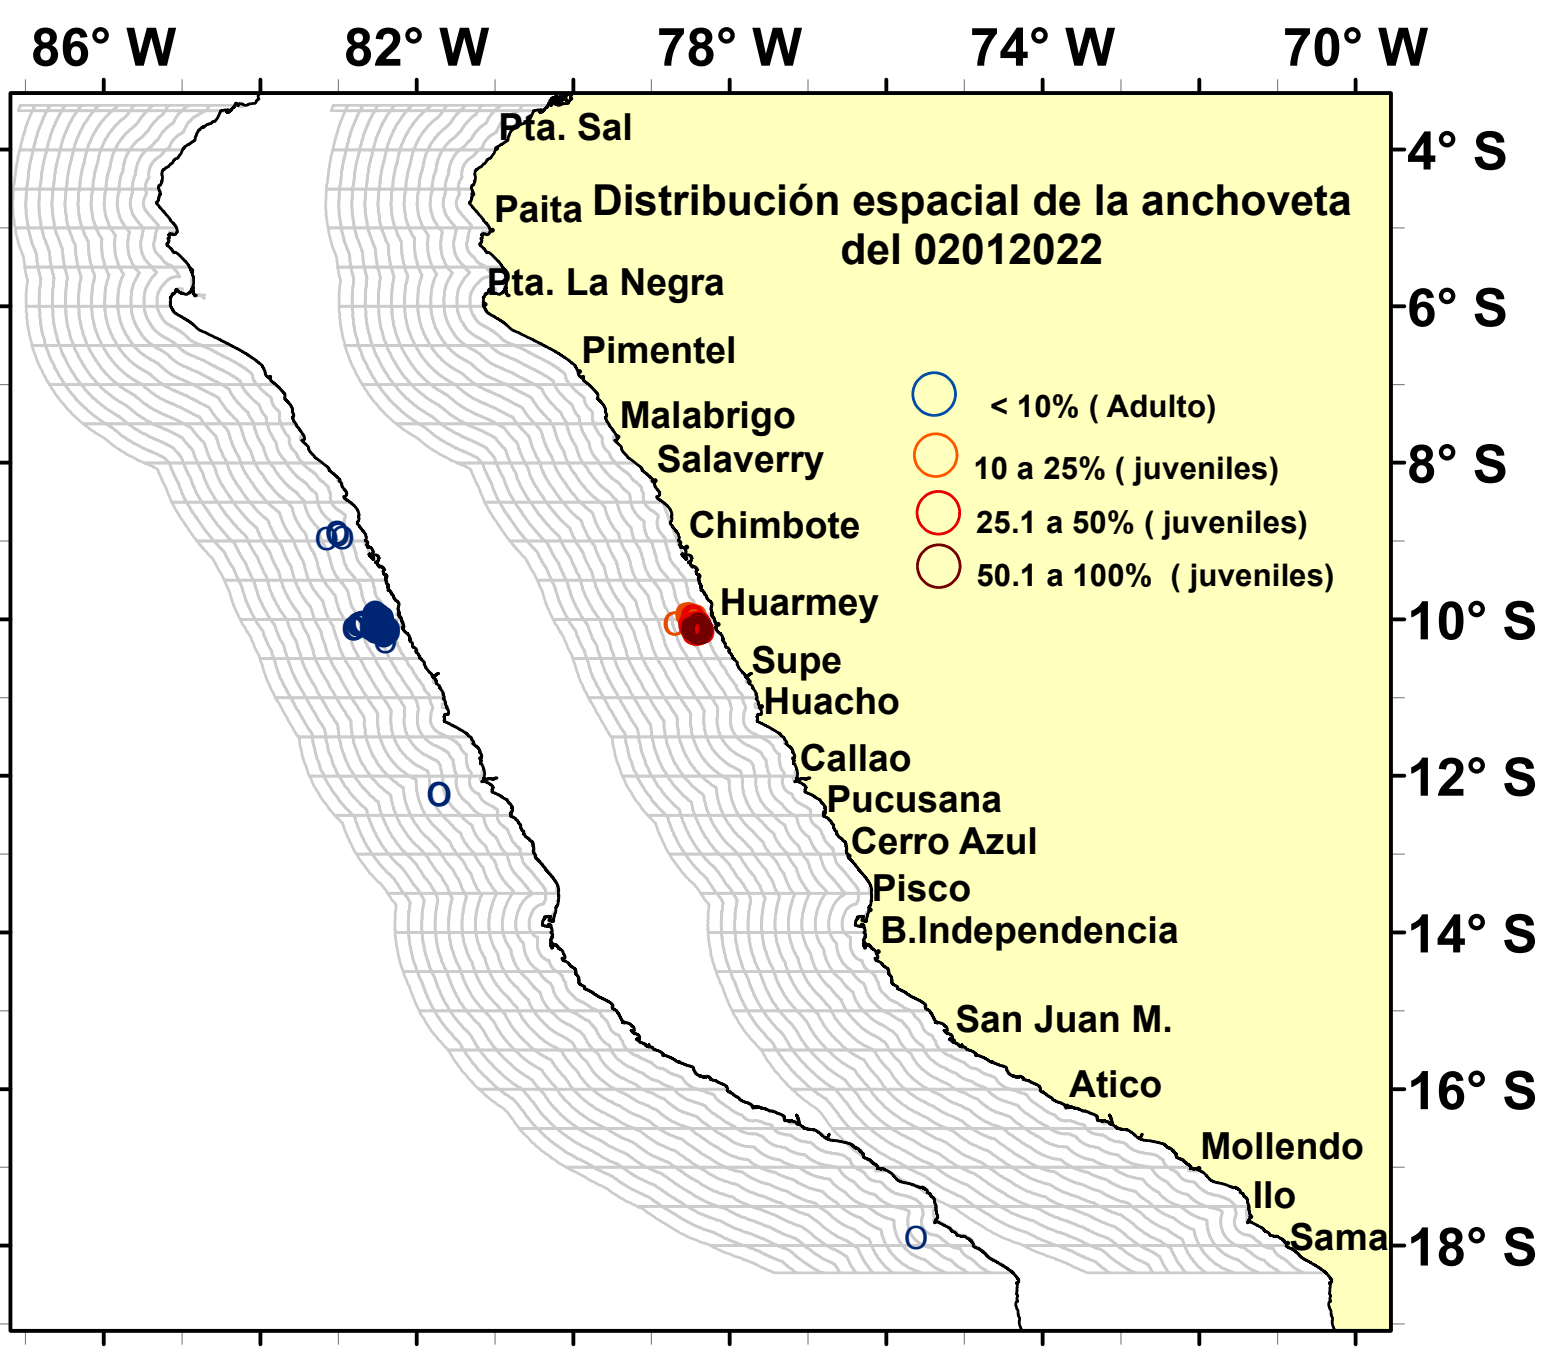 86° W 82° W 78° W 74° W 70° W
Pta. Sal
4° S
Paita
Distribución espacial de la anchoveta
del 02012022
Pta. La Negra
6° S
Pimentel
< 10% ( Adulto)
Malabrigo
Salaverry
10 a 25% ( juveniles)
8° S
Chimbote
25.1 a 50% ( juveniles)
50.1 a 100% ( juveniles)
Huarmey
10° S
Supe
Huacho
Callao
12° S
Pucusana
Cerro Azul
Pisco
B.Independencia
14° S
San Juan M.
Atico
16° S
Mollendo
Ilo
Sama
18° S